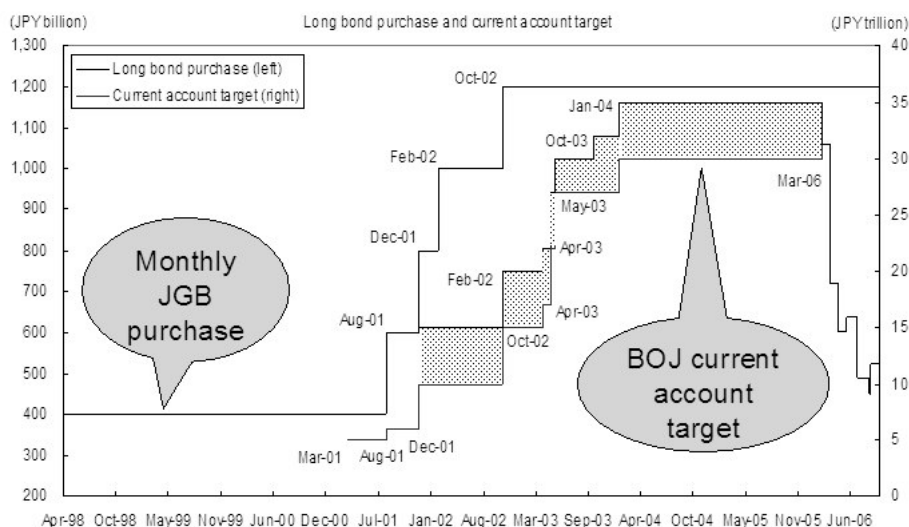 (JPY billion) Long bond purchase and current account target (JPY trillion)
1,300
1,200
1,100
1,000
900
800
700
600
500
400
300
200
40
35
30
25
20
15
10
5
0
Long bond purchase (left)
Current account target (right)
Oct-02
Jan-04
Oct-03
Feb-02
Mar-06
May-03
Dec-01
Apr-03
Feb-02
Apr-03
Aug-01
Oct-02
Mar-01
Aug-01
Dec-01
Monthly
JGB
purchase
BOJ current
account
target
Apr-98 Oct-98 May-99 Nov-99 Jun-00 Dec-00 Jul-01 Jan-02 Aug-02 Mar-03 Sep-03 Apr-04 Oct-04 May-05 Nov-05 Jun-06